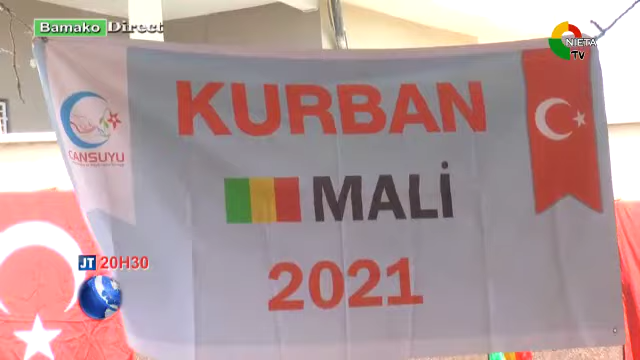 Bamako Direct
NIETA
TV
KURBAN
CANSUYU
MALİ
2021
JT 20H30